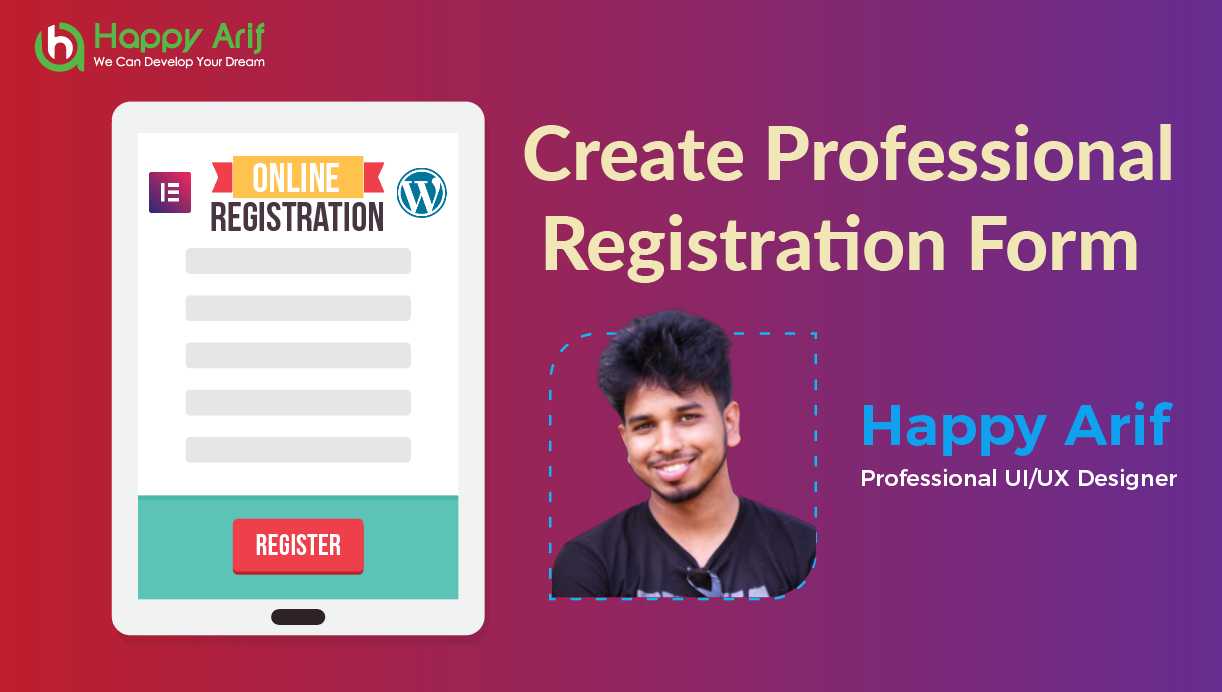 Happy Arif
We Can Develop Your Dream
ONLINE
REGISTRATION
REGISTER
Create Professional
Registration Form
Happy Arif
Professional UI/UX Designer